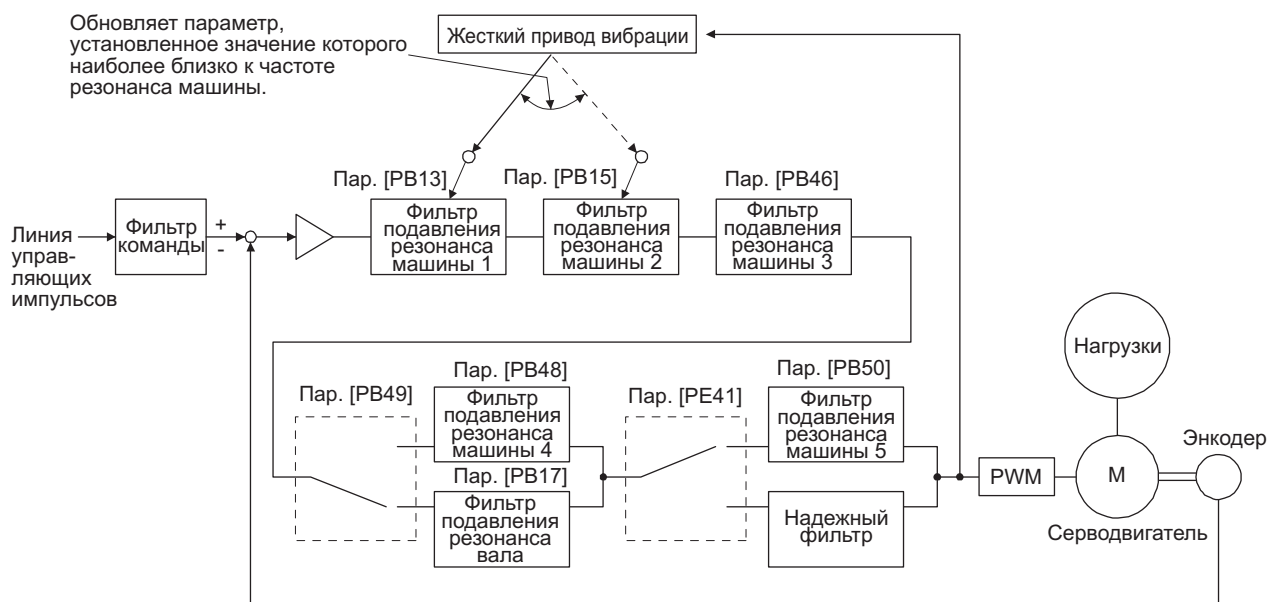 Обновляет параметр,
установленное значение которого
наиболее близко к частоте
резонанса машины.
Жесткий привод вибрации
Пар. [PB13]
Пар. [PB15]
Пар. [PB46]
Линия
управ-
ляющих
импульсов
Фильтр
команды
+
-
Фильтр
подавления
резонанса
машины 1
Фильтр
подавления
резонанса
машины 2
Фильтр
подавления
резонанса
машины 3
Нагрузки
Пар. [PB49]
Пар. [PB48]
Фильтр
подавления
резонанса
машины 4
Пар. [PB17]
Фильтр
подавления
резонанса
вала
Пар. [PE41]
Пар. [PB50]
Фильтр
подавления
резонанса
машины 5
Надежный
фильтр
PWM
M
Энкодер
Серводвигатель